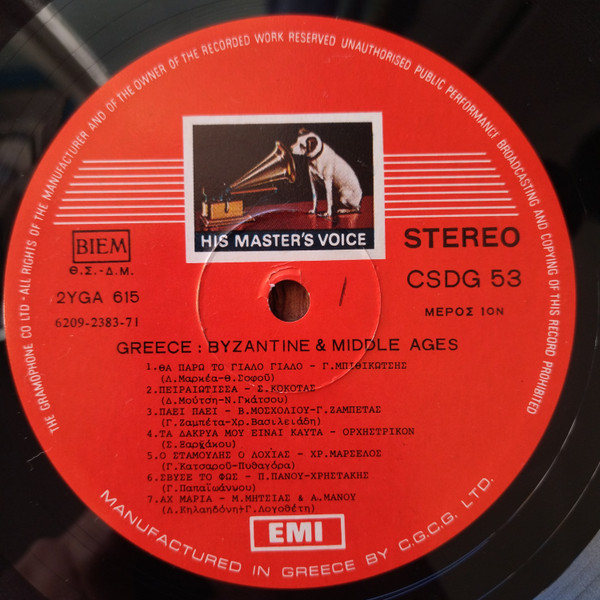 THE GRAMOPHONE CO LTD · ALL RIGHTS OF THE MANUFACTURER AND OF THE OWNER OF THE RECORDED WORK RESERVED UNAUTHORISED PUBLIC PERFORMANCE BROADCASTING AND COPYING OF THIS RECORD PROHIBITED
HIS MASTER'S VOICE
BIEM
Θ.Σ.-Δ.Μ.
2YGA 615
6209-2383-71
STEREO
CSDG 53
ΜΕΡΟΣ ΙΟΝ
GREECE : BYZANTINE & MIDDLE AGES
1.ΘΑ ΠΑΡΩ ΤΟ ΓΙΑΛΟ ΓΙΑΛΟ - Γ.ΜΠΙΘΙΚΩΤΣΗΣ
(Δ.Μαρκέα-Θ.Σοφού)
2.ΠΕΙΡΑΙΩΤΙΣΣΑ - Σ.ΚΟΚΟΤΑΣ
(Δ.Μούτση-Ν.Γκάτσου)
3.ΠΑΕΙ ΠΑΕΙ - Β.ΜΟΣΧΟΛΙΟΥ-Γ.ΖΑΜΠΕΤΑΣ
(Γ.Ζαμπέτα-Χρ.Βασιλειάδη)
4.ΤΑ ΔΑΚΡΥΑ ΜΟΥ ΕΙΝΑΙ ΚΑΥΤΑ - ΟΡΧΗΣΤΡΙΚΟΝ
(Σ.Ξαρχάκου)
5.Ο ΣΤΑΜΟΥΛΗΣ Ο ΛΟΧΙΑΣ - ΧΡ.ΜΑΡΣΕΛΟΣ
(Γ.Κατσαρού-Πυθαγόρα)
6.ΣΒΥΣΕ ΤΟ ΦΩΣ - Π.ΠΑΝΟΥ-ΧΡΗΣΤΑΚΗΣ
(Γ.Παπαϊωάννου)
7.ΑΧ ΜΑΡΙΑ - Μ.ΜΗΤΣΙΑΣ & Α.ΜΑΝΟΥ
(Δ.Κηλαηδόνη-Γ.Λογοθέτη)
EMI
MANUFACTURED IN GREECE BY C.G.C.G. LTD.